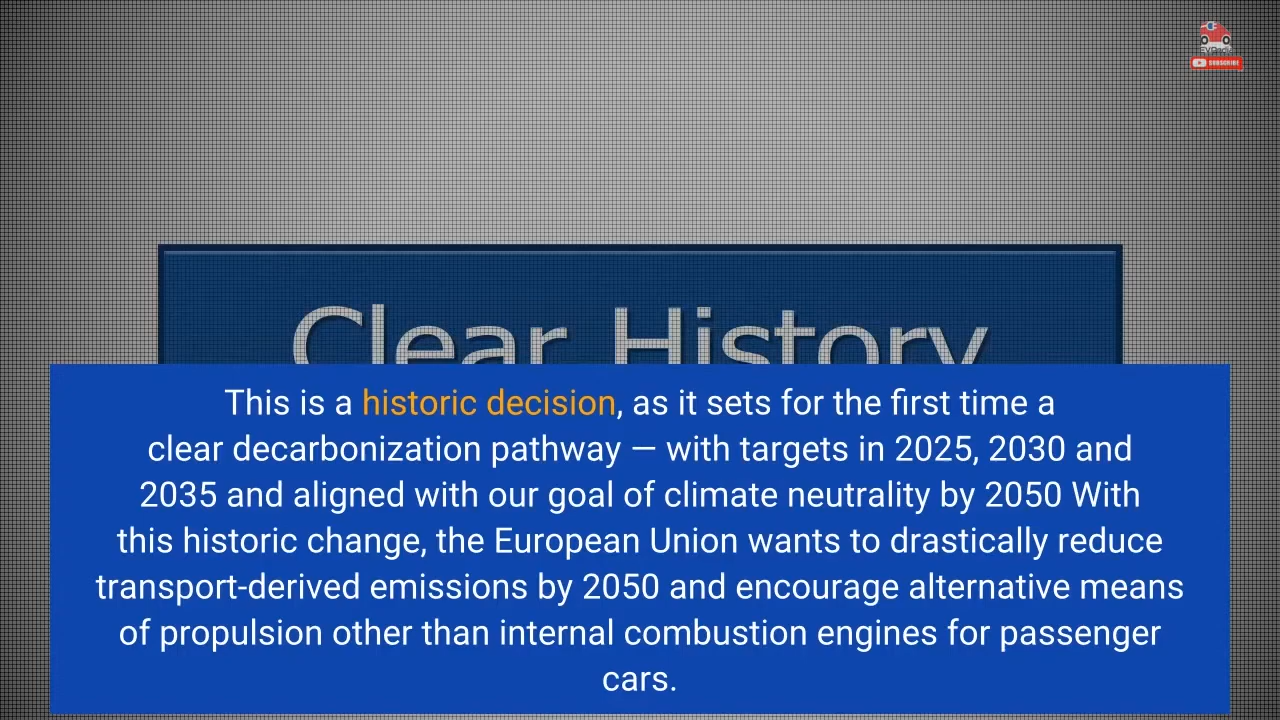 EVPedia
SUBSCRIBE
Clear History
This is a historic decision, as it sets for the first time a
clear decarbonization pathway — with targets in 2025, 2030 and
2035 and aligned with our goal of climate neutrality by 2050 With
this historic change, the European Union wants to drastically reduce
transport-derived emissions by 2050 and encourage alternative means
of propulsion other than internal combustion engines for passenger
cars.